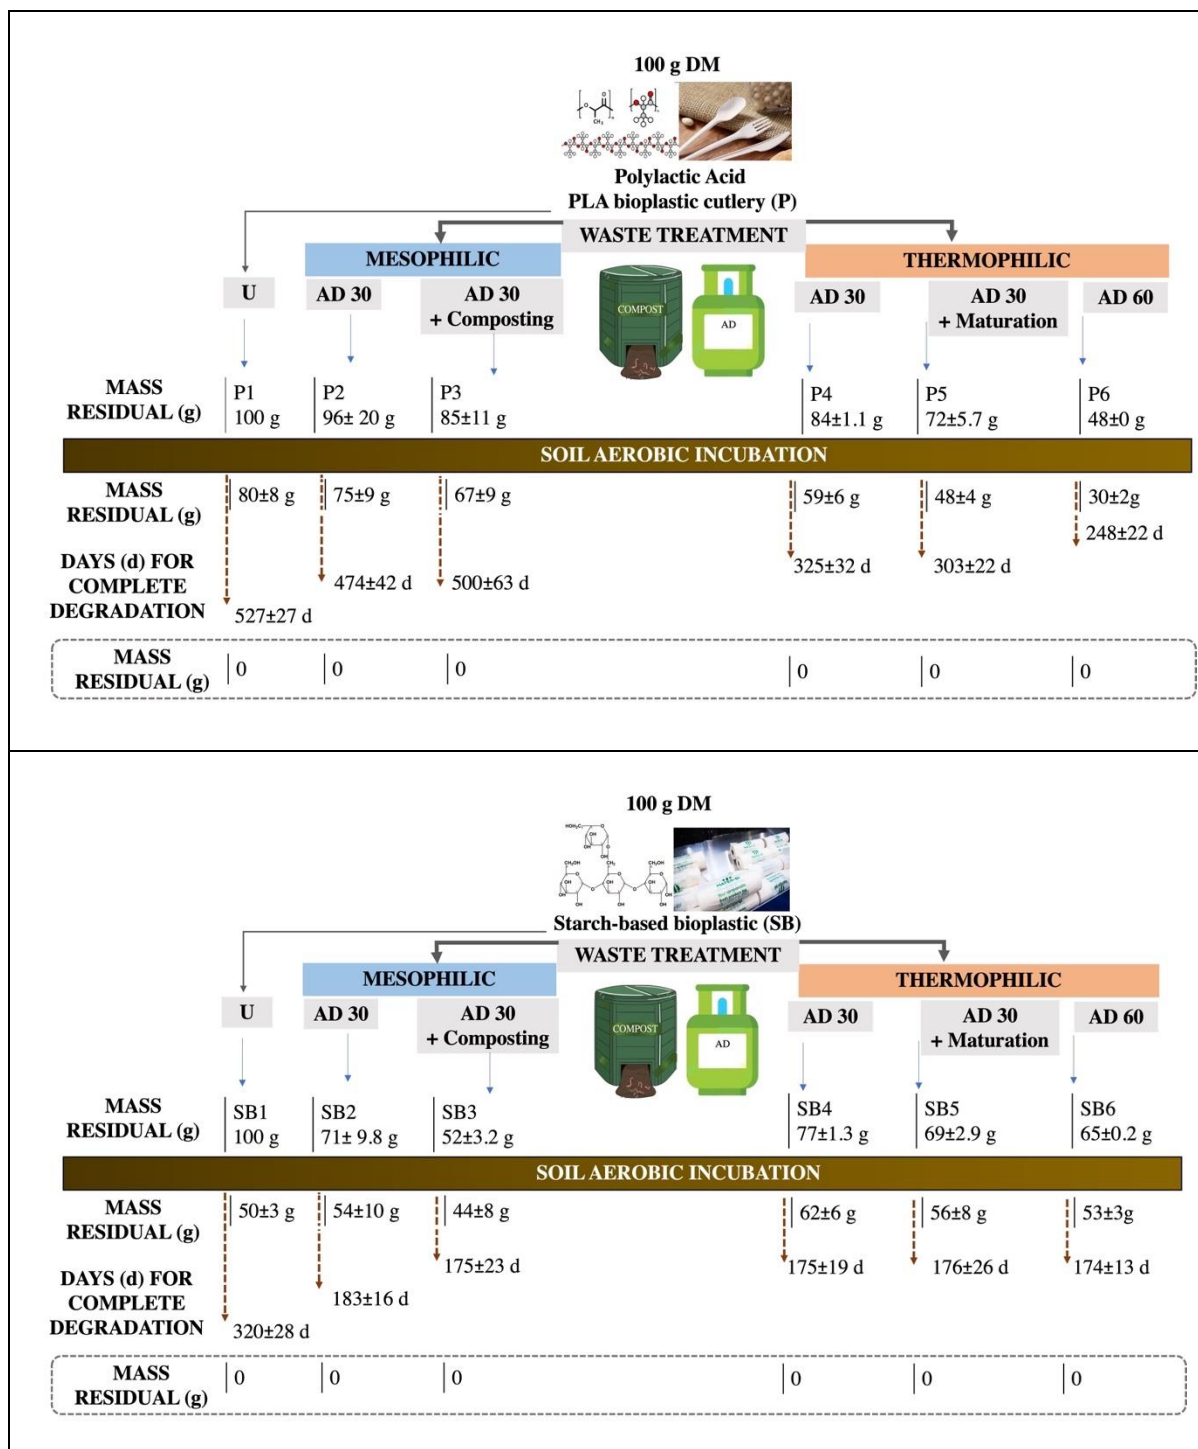 100 g DM
Polylactic Acid
PLA bioplastic cutlery (P)
WASTE TREATMENT
MESOPHILIC
THERMOPHILIC
U
AD 30
AD 30
+ Composting
COMPOST
AD
AD 30
AD 30
+ Maturation
AD 60
MASS
RESIDUAL (g)
P1
100 g
P2
96± 20 g
P3
85±11 g
P4
84±1.1 g
P5
72±5.7 g
P6
48±0 g
SOIL AEROBIC INCUBATION
MASS
RESIDUAL (g)
80±8 g
75±9 g
67±9 g
59±6 g
48±4 g
30±2g
DAYS (d) FOR
COMPLETE
DEGRADATION
527±27 d
474±42 d
500±63 d
325±32 d
303±22 d
248±22 d
MASS
RESIDUAL (g)
0
0
0
0
0
0
100 g DM
Starch-based bioplastic (SB)
WASTE TREATMENT
MESOPHILIC
THERMOPHILIC
U
AD 30
AD 30
+ Composting
COMPOST
AD
AD 30
AD 30
+ Maturation
AD 60
MASS
RESIDUAL (g)
SB1
100 g
SB2
71± 9.8 g
SB3
52±3.2 g
SB4
77±1.3 g
SB5
69±2.9 g
SB6
65±0.2 g
SOIL AEROBIC INCUBATION
MASS
RESIDUAL (g)
50±3 g
54±10 g
44±8 g
62±6 g
56±8 g
53±3g
DAYS (d) FOR
COMPLETE
DEGRADATION
320±28 d
183±16 d
175±23 d
175±19 d
176±26 d
174±13 d
MASS
RESIDUAL (g)
0
0
0
0
0
0